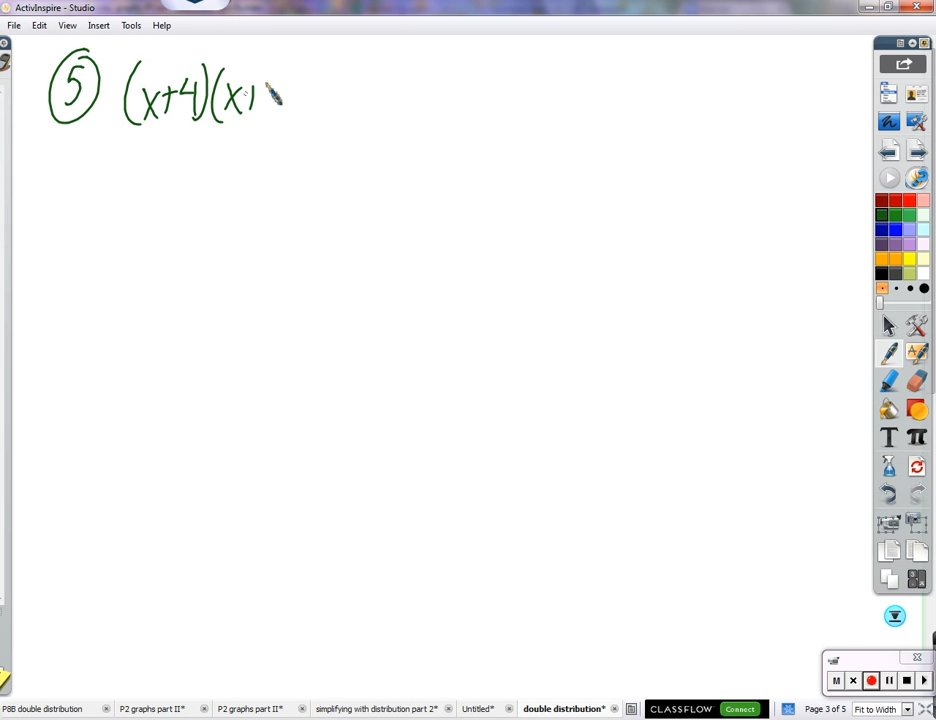 ActivInspire - Studio
File Edit View Insert Tools Help
5 (x+4)(x
M
P8B double distribution P2 graphs part II* P2 graphs part II* simplifying with distribution part 2* Untitled* double distribution* CLASSFLOW Connect Page 3 of 5 Fit to Width